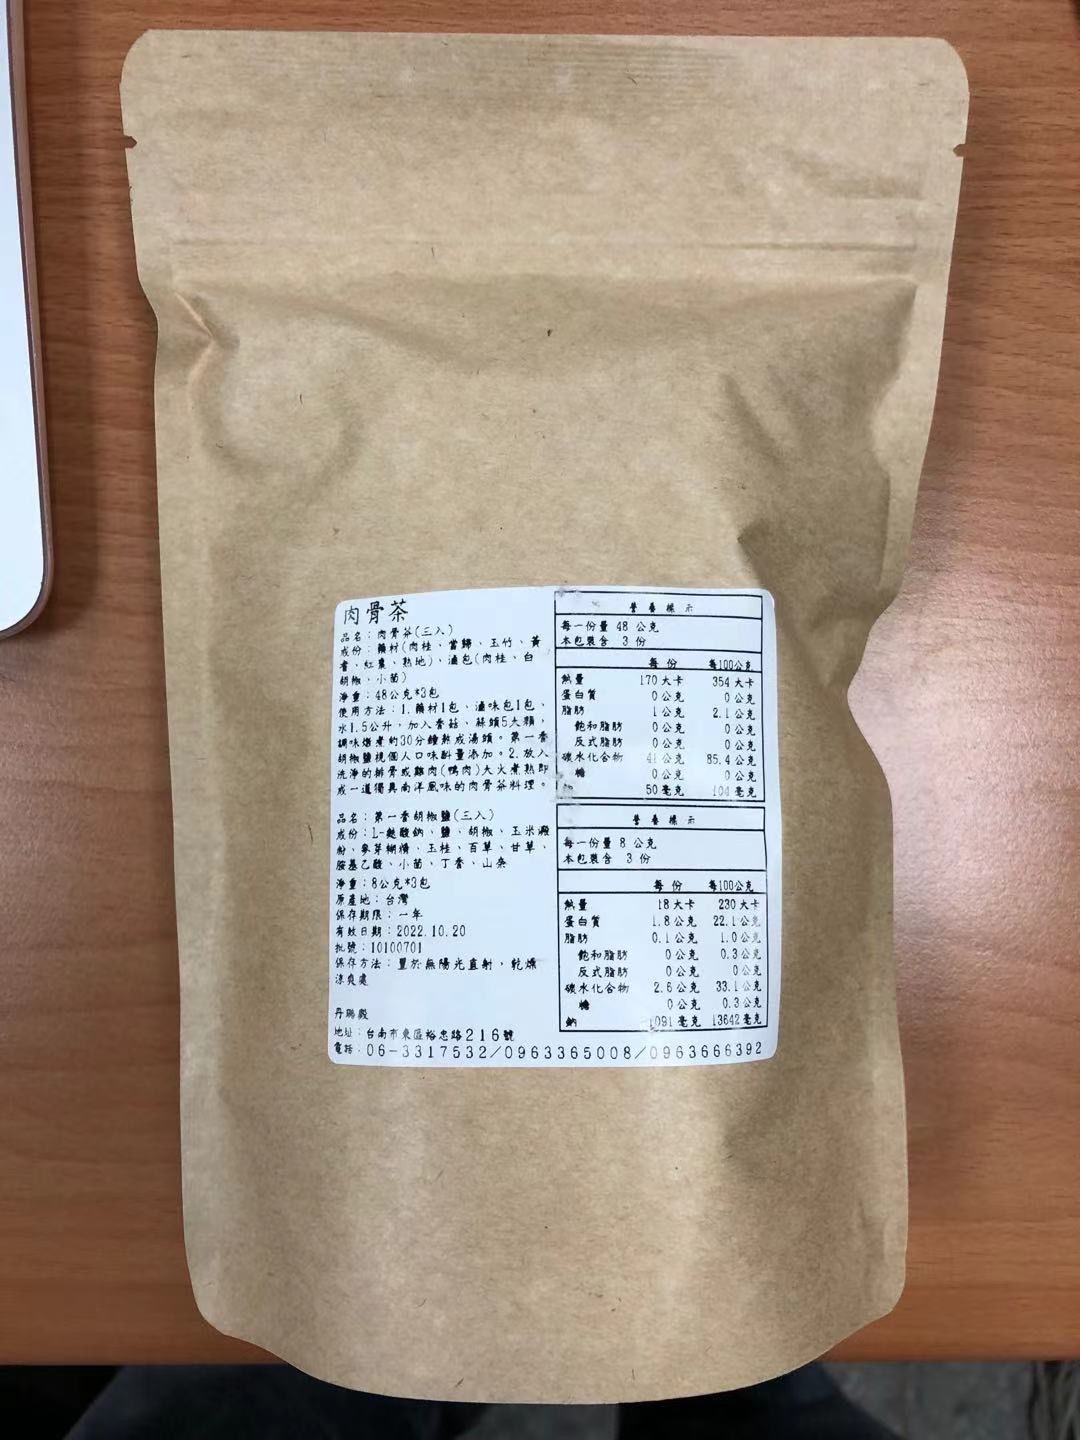 肉骨茶
品名：肉骨茶(三入)
成份：藥材(肉桂、當歸、玉竹、黃
耆、紅棗、熟地)、滷包(肉桂、白
胡椒、小茴)
淨重：48公克*3包
使用方法：1.藥材1包、滷味包1包、
水1.5公升，加入香菇、蒜頭5大顆，
調味燉煮約30分鐘熬成湯頭。第一香
胡椒鹽視個人口味酌量添加。2.放入
洗淨的排骨或雞肉(鴨肉)大火煮熟即
成一道獨具南洋風味的肉骨茶料理。
品名：第一香胡椒鹽(三入)
成份：L-麩酸鈉、鹽、胡椒、玉米澱
粉、麥芽糊精、玉桂、百草、甘草、
胺基乙酸、小茴、丁香、山柰
淨重：8公克*3包
原產地：台灣
保存期限：一年
有效日期：2022.10.20
批號：10100701
保存方法：置於無陽光直射，乾燥
涼爽處
丹賜殿
地址：台南市東區裕忠路216號
電話：06-3317532/0963365008/0963666392
營養標示
每一份量 48 公克
本包裝含 3 份
每 份 每100公克
熱量 170 大卡 354 大卡
蛋白質 0 公克 0 公克
脂肪 1 公克 2.1 公克
飽和脂肪 0 公克 0 公克
反式脂肪 0 公克 0 公克
碳水化合物 41 公克 85.4 公克
糖 0 公克 0 公克
鈉 50 毫克 104 毫克
營養標示
每一份量 8 公克
本包裝含 3 份
每 份 每100公克
熱量 18 大卡 230 大卡
蛋白質 1.8 公克 22.1 公克
脂肪 0.1 公克 1.0 公克
飽和脂肪 0 公克 0.3 公克
反式脂肪 0 公克 0 公克
碳水化合物 2.6 公克 33.1 公克
糖 0 公克 0.3 公克
鈉 1091 毫克 13642 毫克